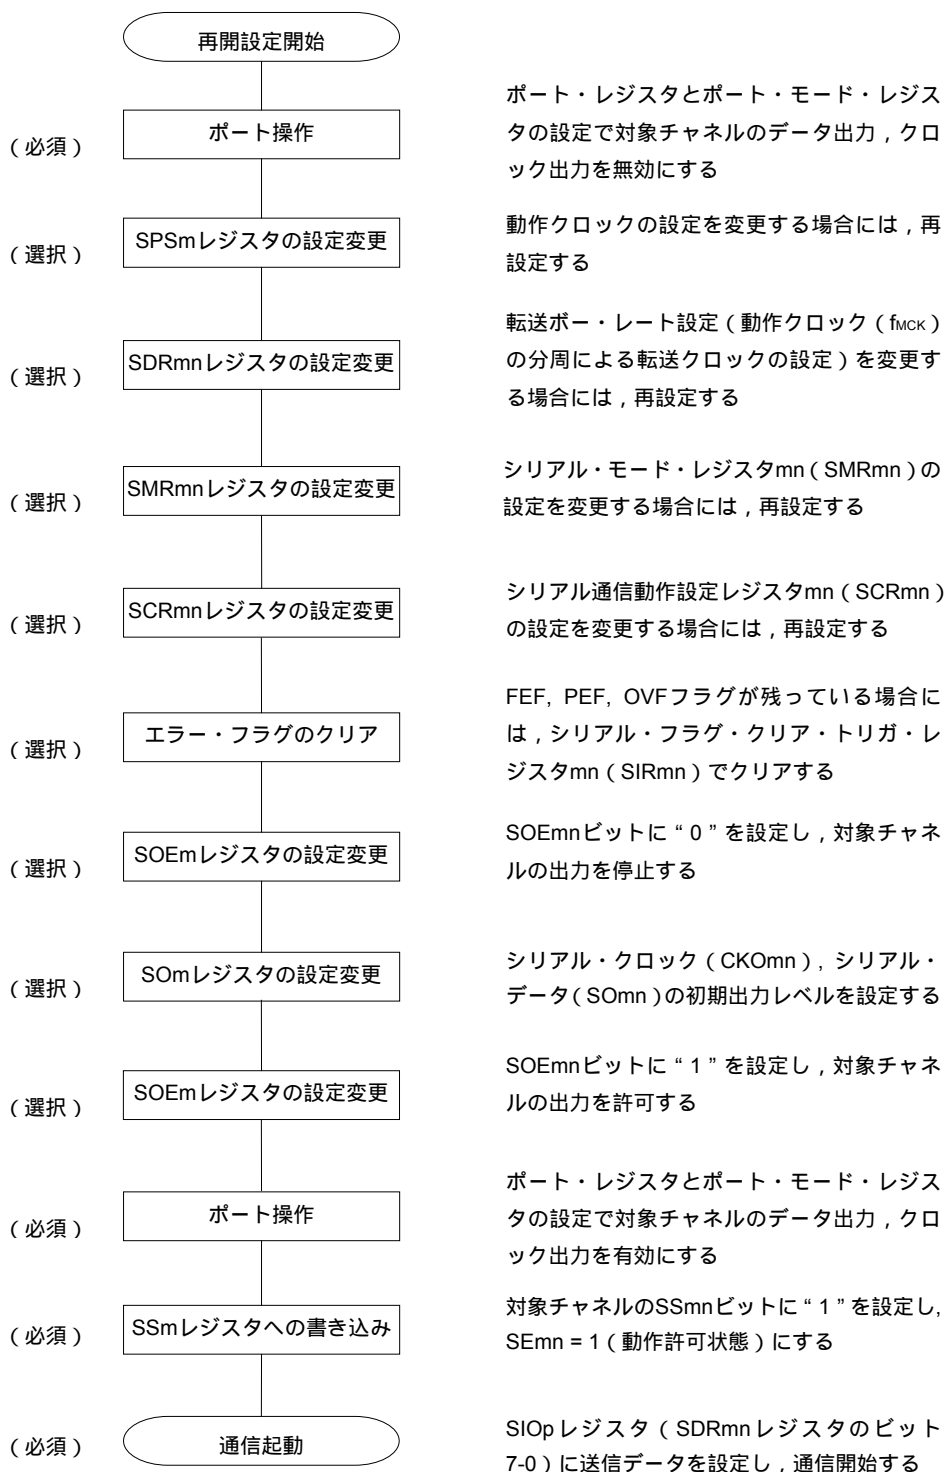 再開設定開始
(必須)
ポート操作
ポート・レジスタとポート・モード・レジス
タの設定で対象チャネルのデータ出力,クロ
ック出力を無効にする
(選択)
SPSmレジスタの設定変更
動作クロックの設定を変更する場合には,再
設定する
(選択)
SDRmnレジスタの設定変更
転送ボー・レート設定(動作クロック(fMCK)
の分周による転送クロックの設定)を変更す
る場合には,再設定する
(選択)
SMRmnレジスタの設定変更
シリアル・モード・レジスタmn(SMRmn)の
設定を変更する場合には,再設定する
(選択)
SCRmnレジスタの設定変更
シリアル通信動作設定レジスタmn(SCRmn)
の設定を変更する場合には,再設定する
(選択)
エラー・フラグのクリア
FEF, PEF, OVFフラグが残っている場合に
は,シリアル・フラグ・クリア・トリガ・レ
ジスタmn(SIRmn)でクリアする
(選択)
SOEmレジスタの設定変更
SOEmnビットに“0”を設定し,対象チャネ
ルの出力を停止する
(選択)
SOmレジスタの設定変更
シリアル・クロック(CKOmn), シリアル・
データ(SOmn)の初期出力レベルを設定する
(選択)
SOEmレジスタの設定変更
SOEmnビットに“1”を設定し,対象チャネ
ルの出力を許可する
(必須)
ポート操作
ポート・レジスタとポート・モード・レジス
タの設定で対象チャネルのデータ出力,クロ
ック出力を有効にする
(必須)
SSmレジスタへの書き込み
対象チャネルのSSmnビットに“1”を設定し,
SEmn = 1(動作許可状態)にする
(必須)
通信起動
SIOpレジスタ(SDRmnレジスタのビット
7-0)に送信データを設定し,通信開始する